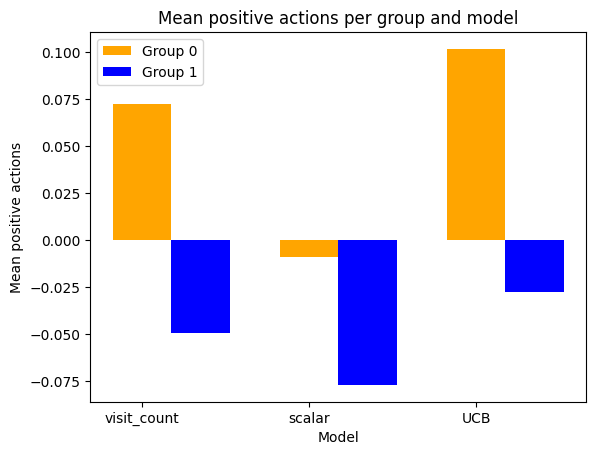 Mean positive actions per group and model
Group 0
Group 1
Mean positive actions
0.100
0.075
0.050
0.025
0.000
−0.025
−0.050
−0.075
visit_count
scalar
UCB
Model